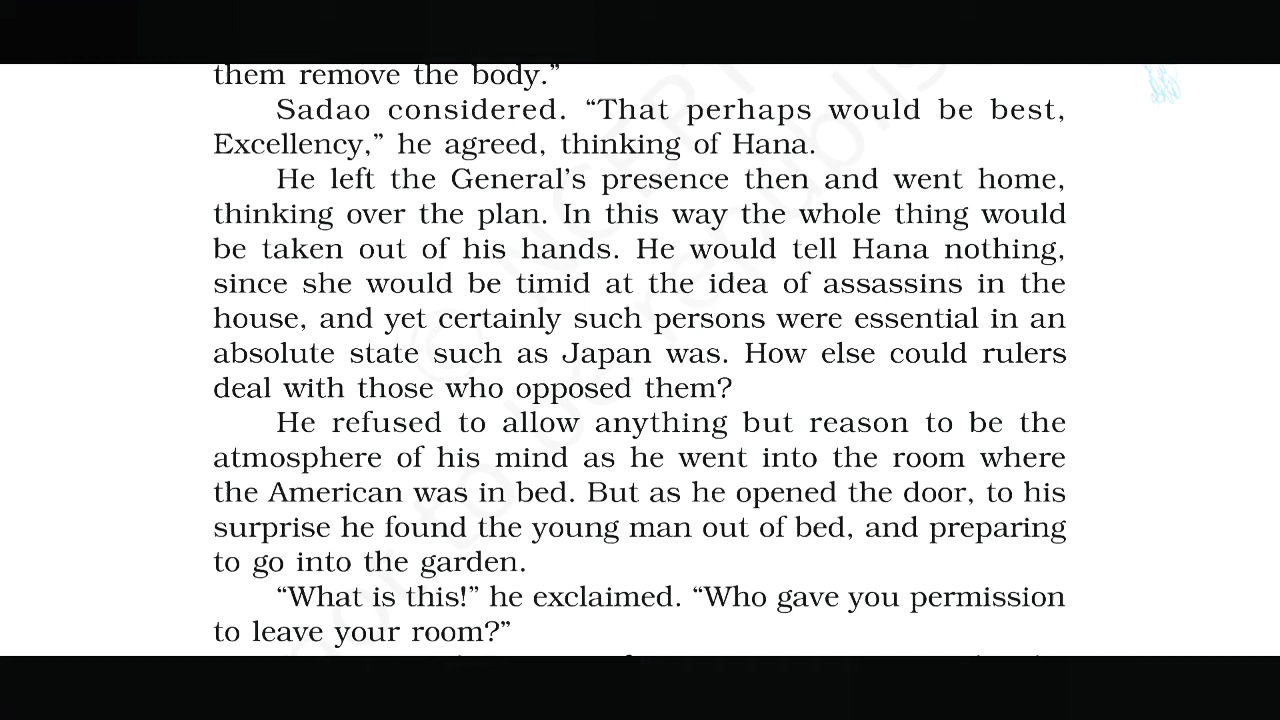 them remove the body.”
Sadao considered. “That perhaps would be best,
Excellency,” he agreed, thinking of Hana.
He left the General’s presence then and went home,
thinking over the plan. In this way the whole thing would
be taken out of his hands. He would tell Hana nothing,
since she would be timid at the idea of assassins in the
house, and yet certainly such persons were essential in an
absolute state such as Japan was. How else could rulers
deal with those who opposed them?
He refused to allow anything but reason to be the
atmosphere of his mind as he went into the room where
the American was in bed. But as he opened the door, to his
surprise he found the young man out of bed, and preparing
to go into the garden.
“What is this!” he exclaimed. “Who gave you permission
to leave your room?”